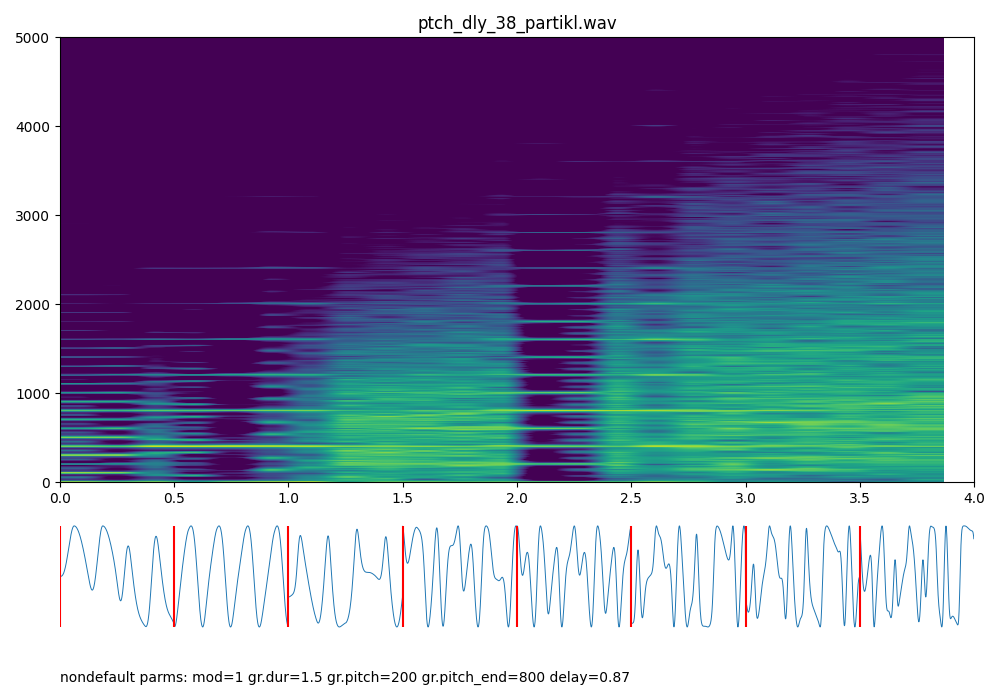 ptch_dly_38_partikl.wav
5000
4000
3000
2000
1000
0
0.0 0.5 1.0 1.5 2.0 2.5 3.0 3.5 4.0
nondefault parms: mod=1 gr.dur=1.5 gr.pitch=200 gr.pitch_end=800 delay=0.87